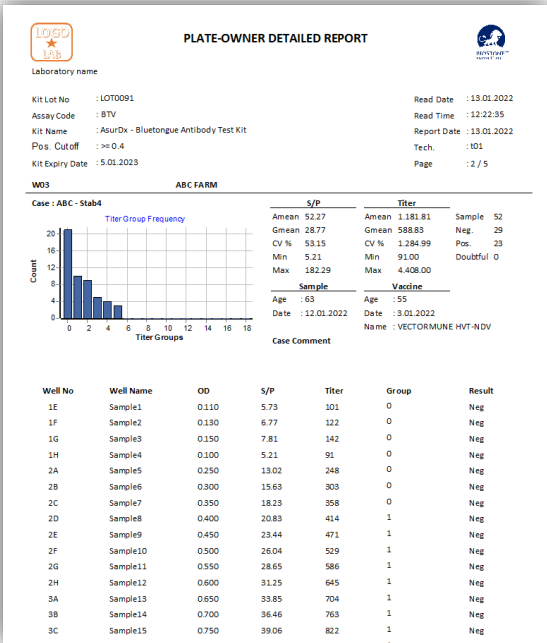 LOGO
LAB
PLATE-OWNER DETAILED REPORT
BIOSTONE™
Laboratory name
Kit Lot No : LOT0091 Read Date : 13.01.2022
Assay Code : BTV Read Time : 12:22:35
Kit Name : AsurDx - Bluetongue Antibody Test Kit Report Date : 13.01.2022
Pos. Cutoff : >= 0.4 Tech. : t01
Kit Expiry Date : 5.01.2023 Page : 2 / 5
W03 ABC FARM
Case : ABC - Stab4 S/P Titer
Titer Group Frequency Amean 52.27 Amean 1.181.81 Sample 52
Gmean 28.77 Gmean 588.83 Neg. 29
CV % 53.15 CV % 1.284.99 Pos. 23
Min 5.21 Min 91.00 Doubtful 0
Max 182.29 Max 4.408.00
20
16
12
8
4
0
Count
0 2 4 6 8 10 12 14 16 18
Titer Groups
Sample Vaccine
Age : 63 Age : 55
Date : 12.01.2022 Date : 3.01.2022
Name : VECTORMUNE HVT-NDV
Case Comment
Well No Well Name OD S/P Titer Group Result
1E Sample1 0.110 5.73 101 0 Neg
1F Sample2 0.130 6.77 122 0 Neg
1G Sample3 0.150 7.81 142 0 Neg
1H Sample4 0.100 5.21 91 0 Neg
2A Sample5 0.250 13.02 248 0 Neg
2B Sample6 0.300 15.63 303 0 Neg
2C Sample7 0.350 18.23 358 0 Neg
2D Sample8 0.400 20.83 414 1 Neg
2E Sample9 0.450 23.44 471 1 Neg
2F Sample10 0.500 26.04 529 1 Neg
2G Sample11 0.550 28.65 586 1 Neg
2H Sample12 0.600 31.25 645 1 Neg
3A Sample13 0.650 33.85 704 1 Neg
3B Sample14 0.700 36.46 763 1 Neg
3C Sample15 0.750 39.06 822 1 Neg